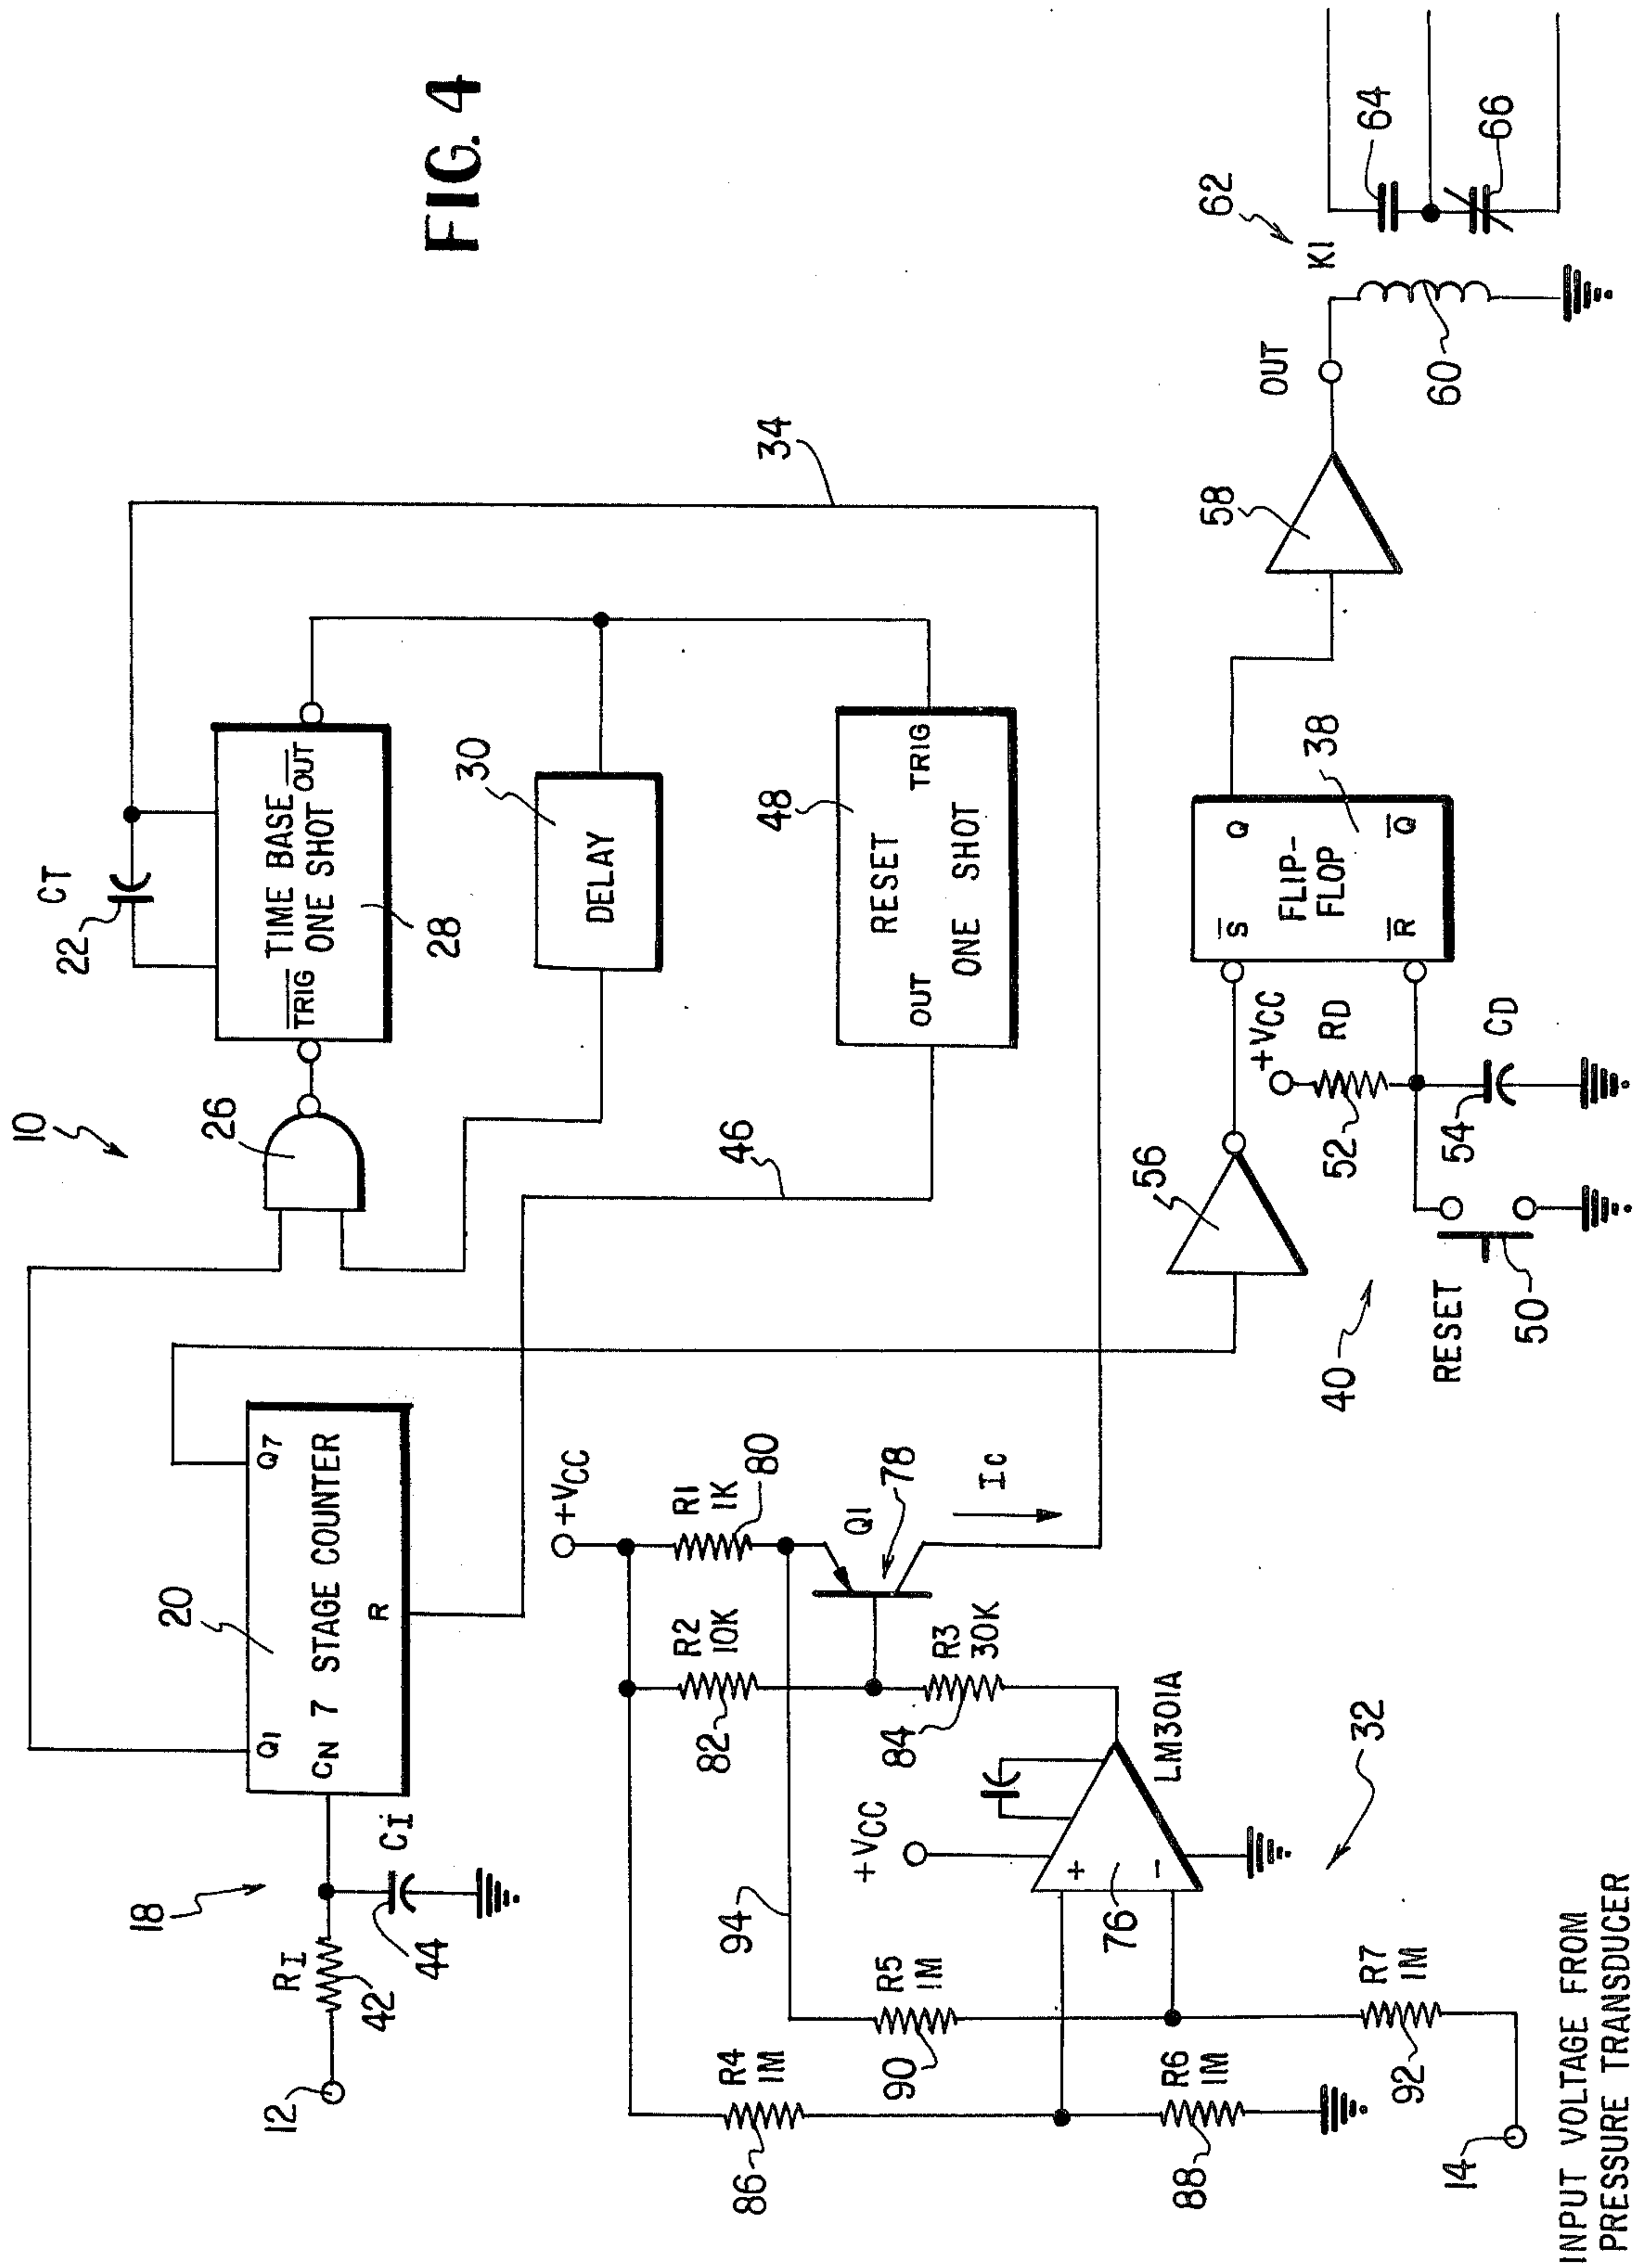 FIG. 4
10
CT
22
TIME BASE
ONE SHOT
TRIG
OUT
28
26
34
30
DELAY
48
RESET
ONE SHOT
OUT
TRIG
46
20
Q1
Q7
CN 7 STAGE COUNTER
R
18
RI
42
12
Ci
44
+VCC
R1
1K
80
R2
10K
82
Q1
78
IC
R3
30K
84
LM301A
+VCC
+
-
76
32
94
R4
1M
86
R5
1M
90
R6
1M
88
R7
1M
92
14
INPUT VOLTAGE FROM
PRESSURE TRANSDUCER
56
+VCC
RD
52
CD
54
RESET
50
40
S
Q
FLIP-
FLOP
R
Q
38
58
OUT
60
K1
62
64
66